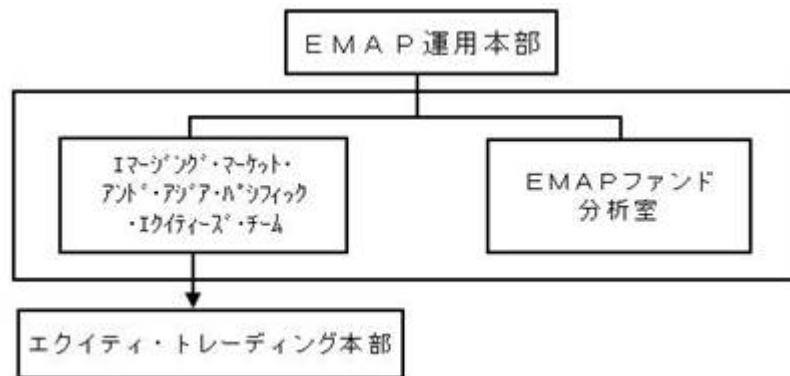 ＥＭＡＰ運用本部
ｴﾏｰｼﾞﾝｸﾞ・ﾏｰｹｯﾄ・
ｱﾝﾄﾞ・ｱｼﾞｱ・ﾊﾟｼﾌｨｯｸ
・ｴｸｲﾃｨｰｽﾞ・ﾁｰﾑ
ＥＭＡＰファンド
分析室
エクイティ・トレーディング本部